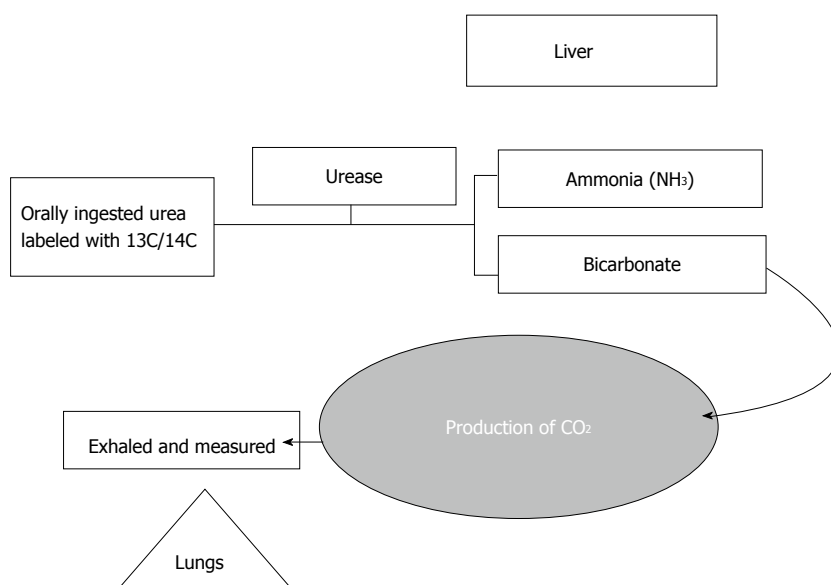 Liver
Urease
Ammonia (NH₃)
Orally ingested urea
labeled with 13C/14C
Bicarbonate
Production of CO₂
Exhaled and measured
Lungs